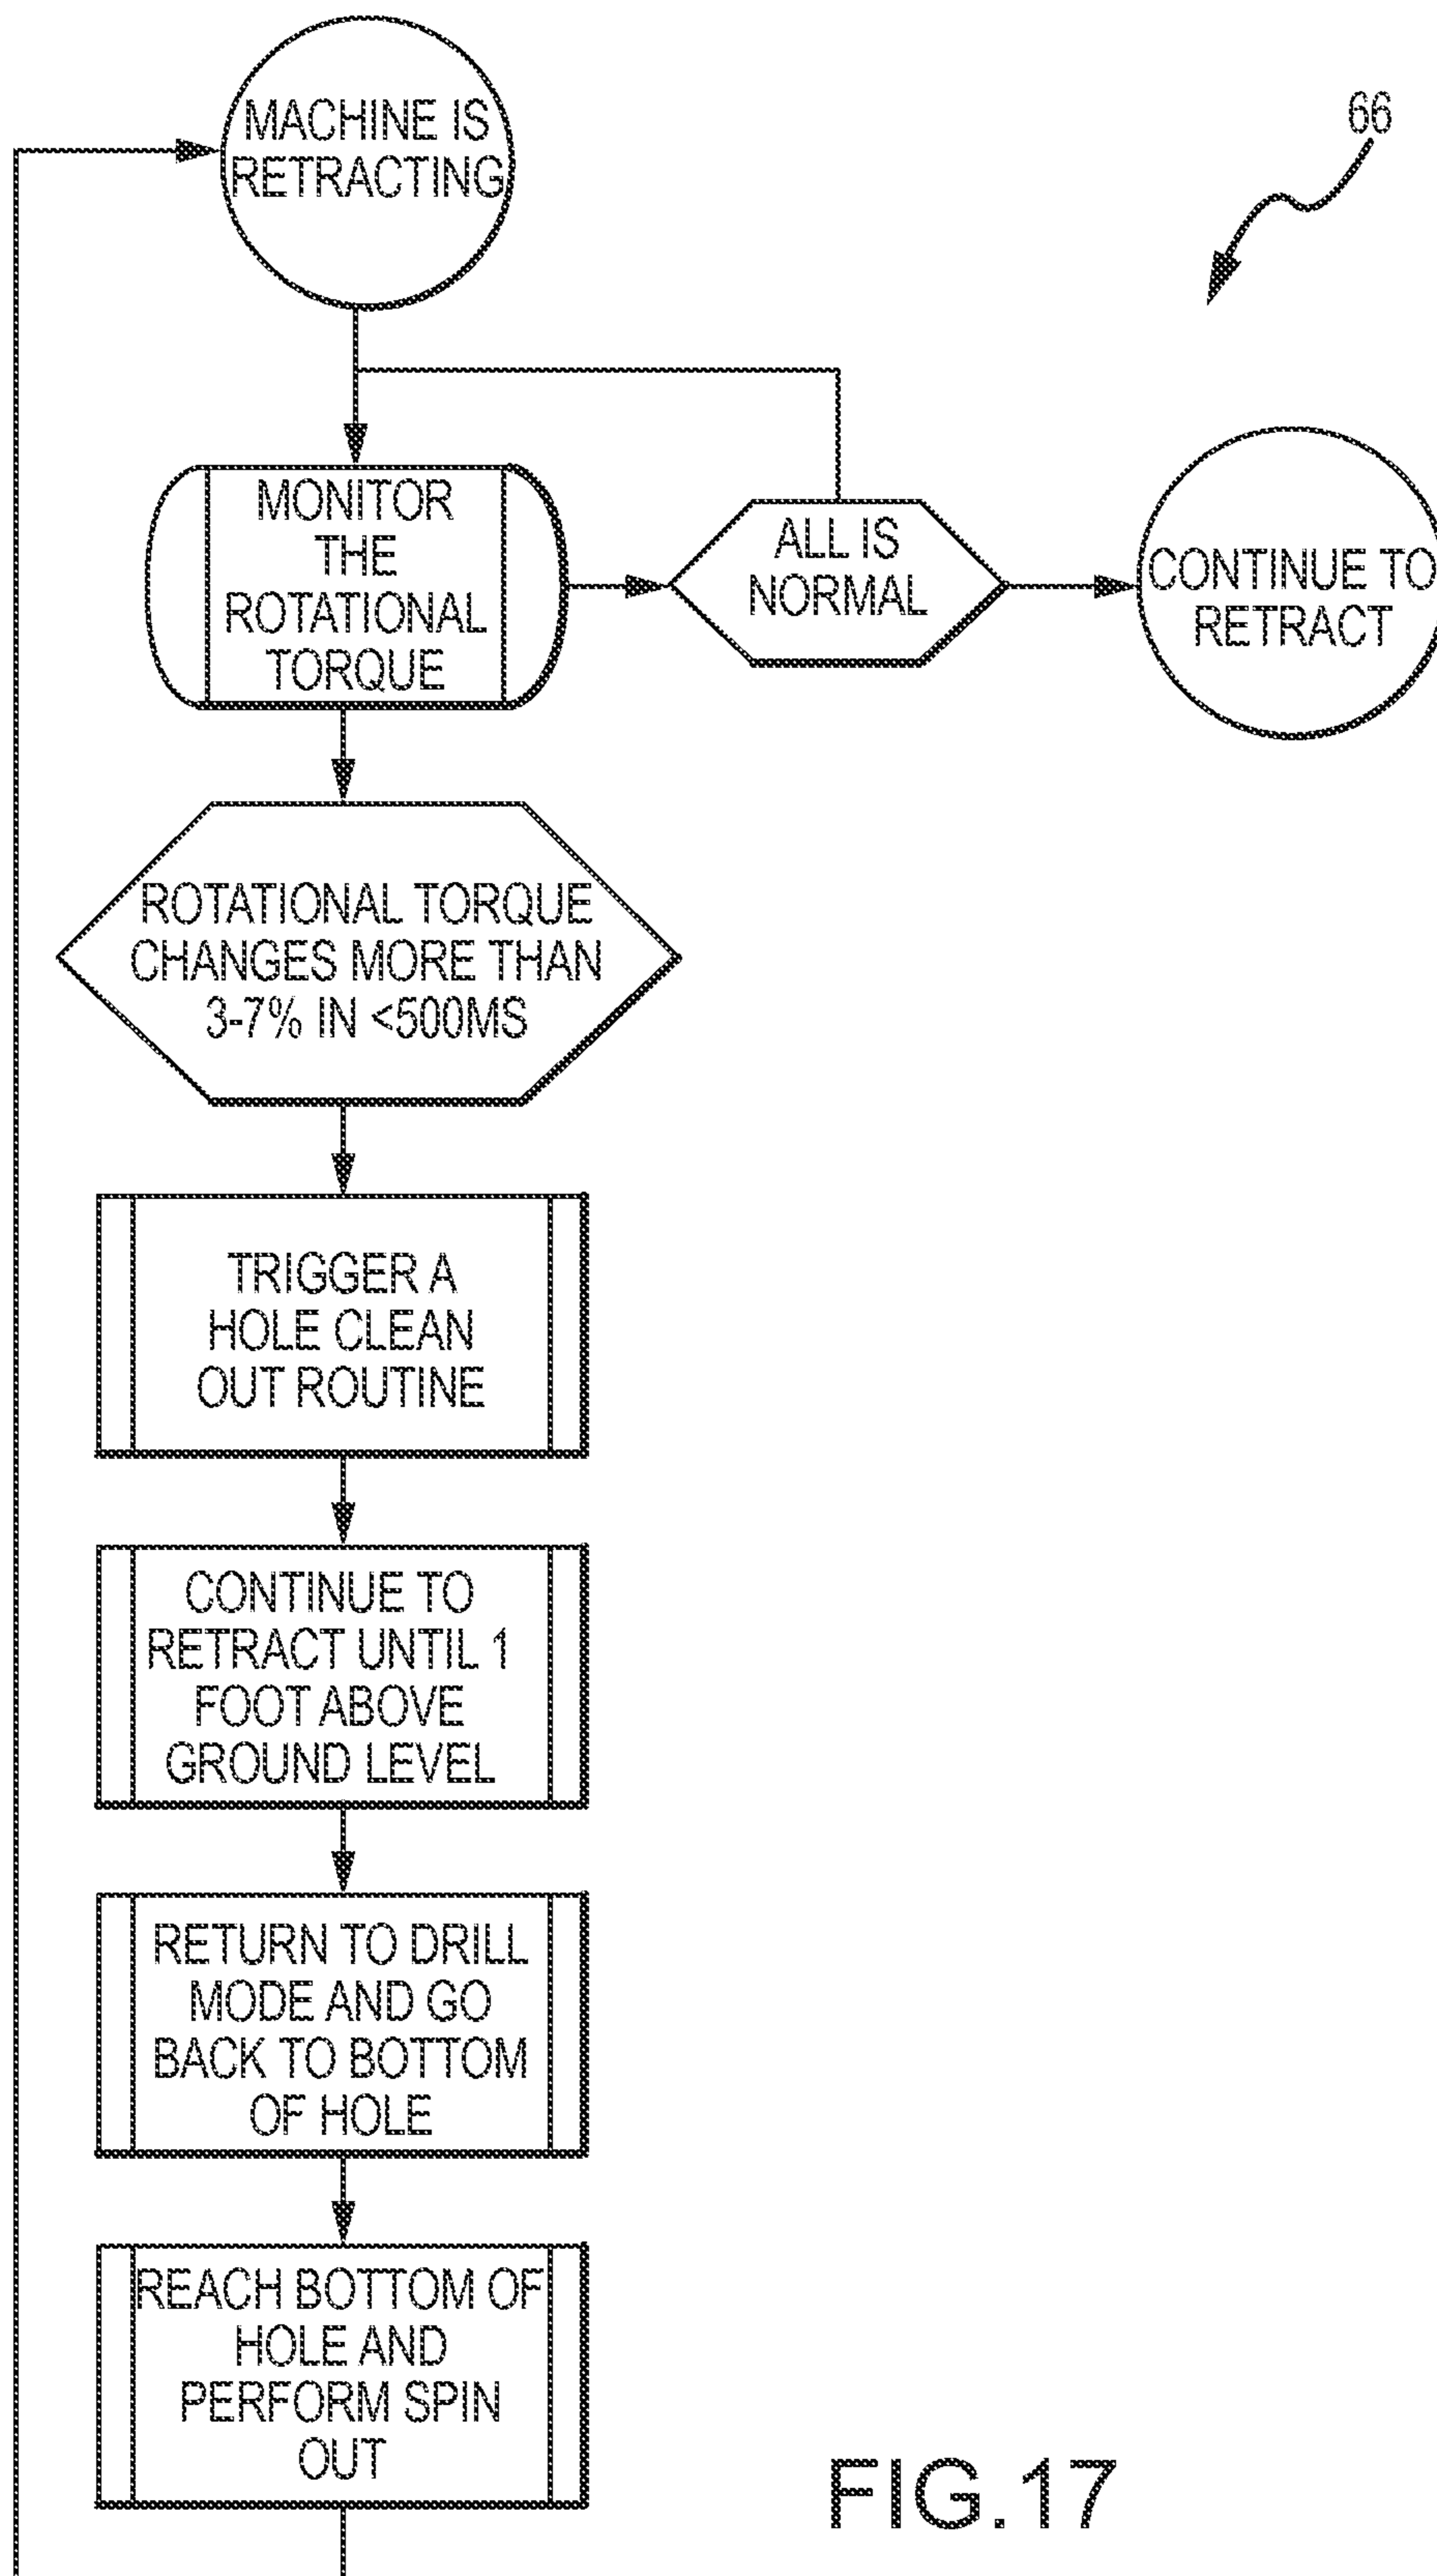 MACHINE IS
RETRACTING
66
MONITOR
THE
ROTATIONAL
TORQUE
ALL IS
NORMAL
CONTINUE TO
RETRACT
ROTATIONAL TORQUE
CHANGES MORE THAN
3-7% IN <500MS
TRIGGER A
HOLE CLEAN
OUT ROUTINE
CONTINUE TO
RETRACT UNTIL 1
FOOT ABOVE
GROUND LEVEL
RETURN TO DRILL
MODE AND GO
BACK TO BOTTOM
OF HOLE
REACH BOTTOM OF
HOLE AND
PERFORM SPIN
OUT
FIG.17